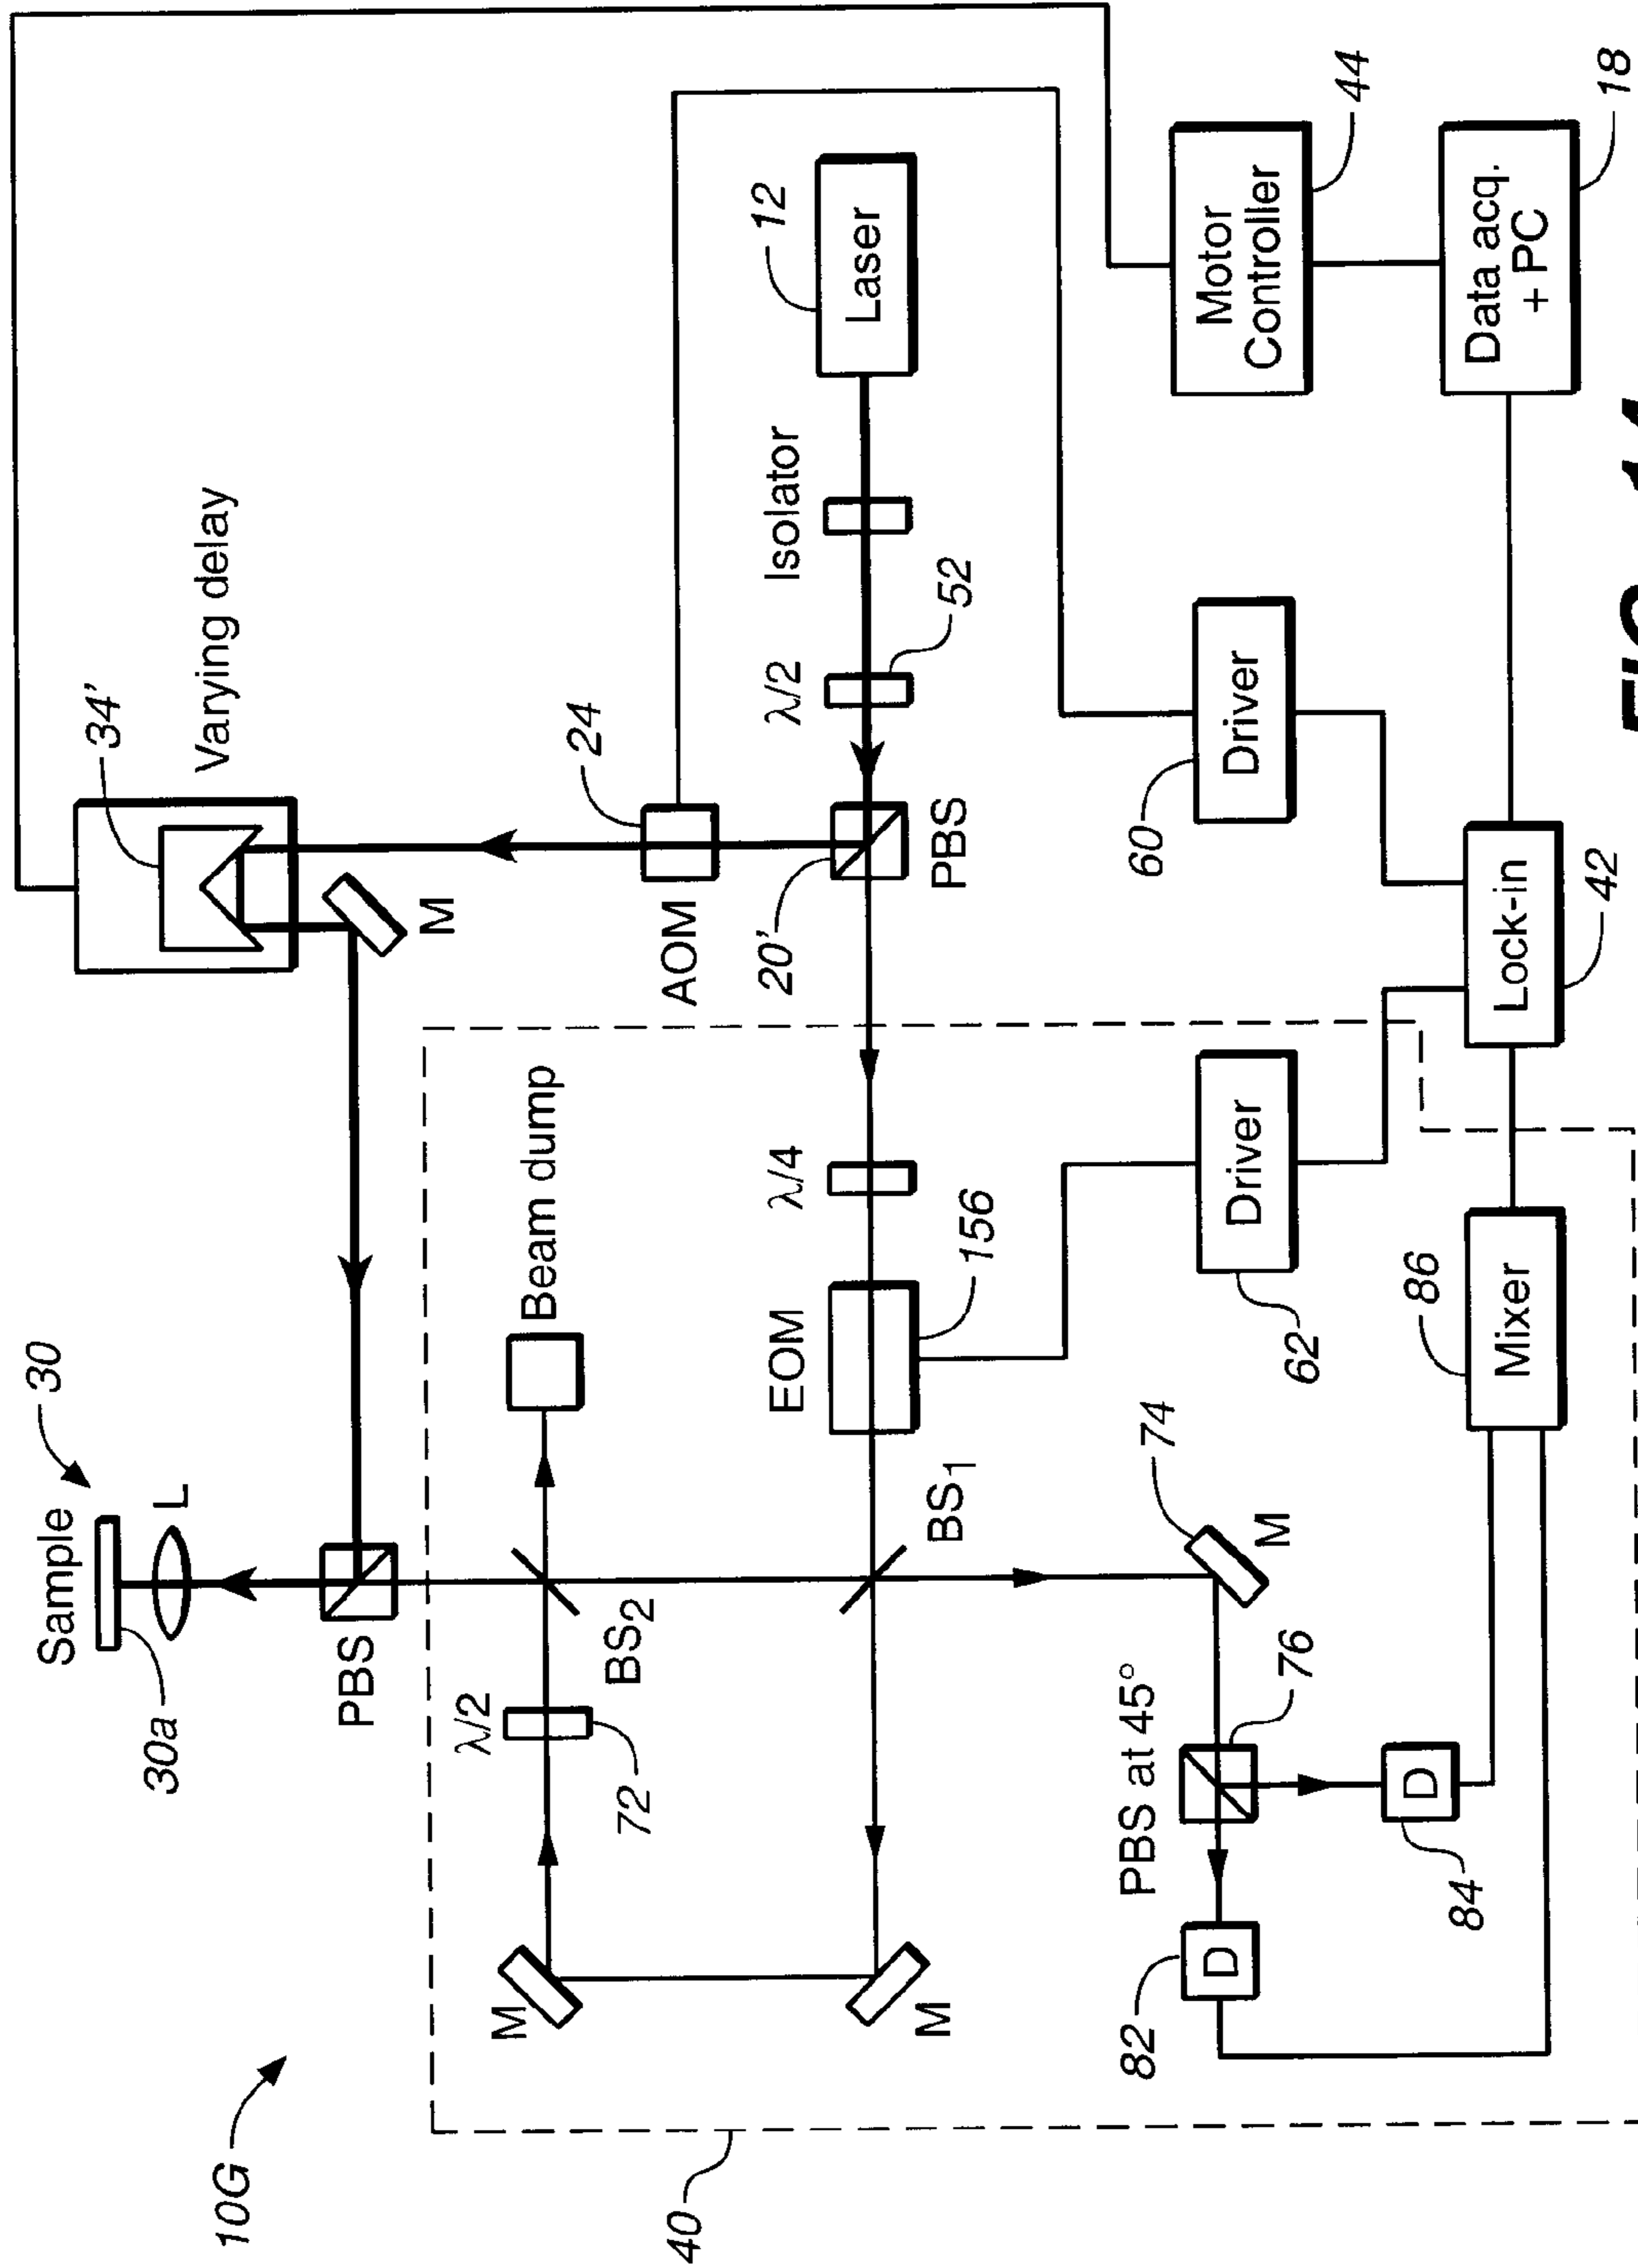 10G
40
Sample
30
30a
L
PBS
Varying delay
34'
M
AOM
24
Beam dump
λ/2
72
BS2
M
M
BS1
EOM
156
λ/4
20'
PBS
λ/2
52
Isolator
Laser
12
74
M
PBS at 45°
76
82
D
D
84
Driver
62
Driver
60
Motor
Controller
44
Mixer
86
Lock-in
42
Data acq.
+ PC
18